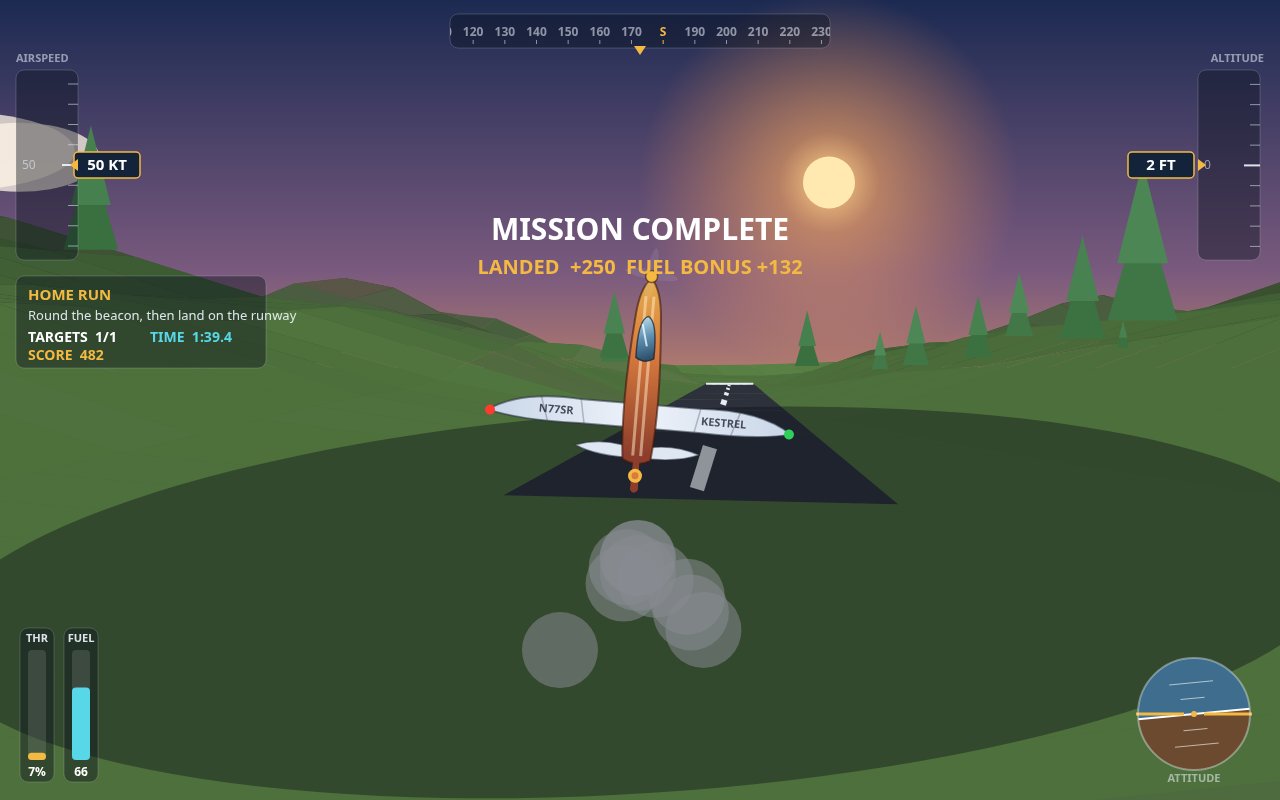 120 130 140 150 160 170 S 190 200 210 220 230
AIRSPEED
ALTITUDE
50
50 KT
2 FT
0
MISSION COMPLETE
LANDED +250 FUEL BONUS +132
HOME RUN
Round the beacon, then land on the runway
TARGETS 1/1 TIME 1:39.4
SCORE 482
N77SR
KESTREL
THR
FUEL
7%
66
ATTITUDE